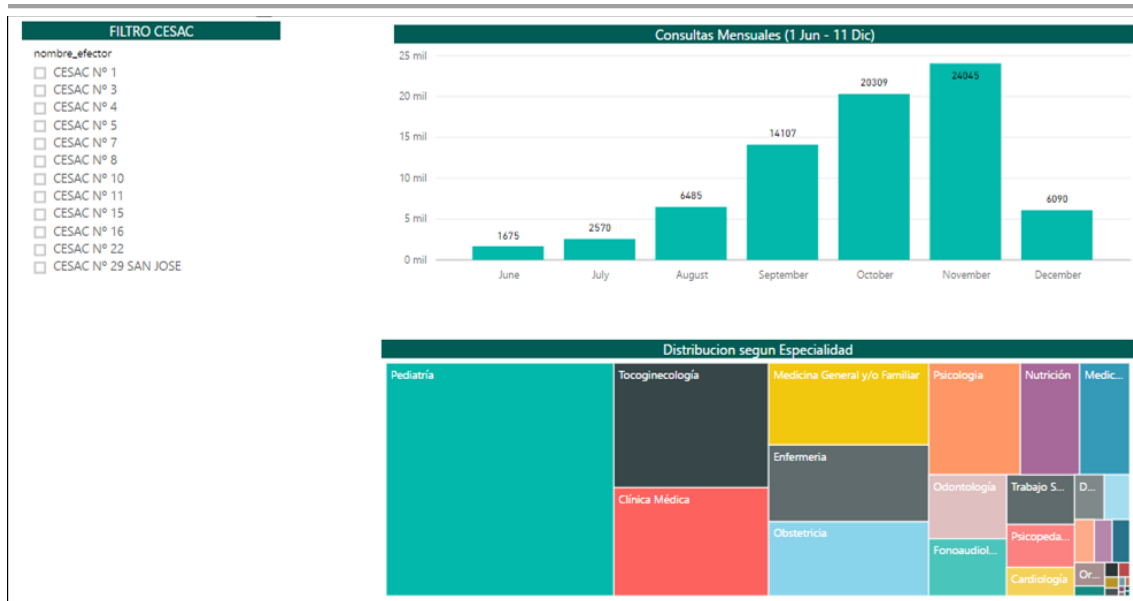 FILTRO CESAC
nombre_efector
CESAC Nº 1
CESAC Nº 3
CESAC Nº 4
CESAC Nº 5
CESAC Nº 7
CESAC Nº 8
CESAC Nº 10
CESAC Nº 11
CESAC Nº 15
CESAC Nº 16
CESAC Nº 22
CESAC Nº 29 SAN JOSE
Consultas Mensuales (1 Jun - 11 Dic)
25 mil
20 mil
15 mil
10 mil
5 mil
0 mil
1675
2570
6485
14107
20309
24045
6090
June
July
August
September
October
November
December
Distribucion segun Especialidad
Pediatría
Tocoginecología
Clínica Médica
Medicina General y/o Familiar
Enfermeria
Obstetricia
Psicologia
Nutrición
Medic...
Odontología
Trabajo S...
D...
Fonoaudiol...
Psicopeda...
Cardiología
Or...